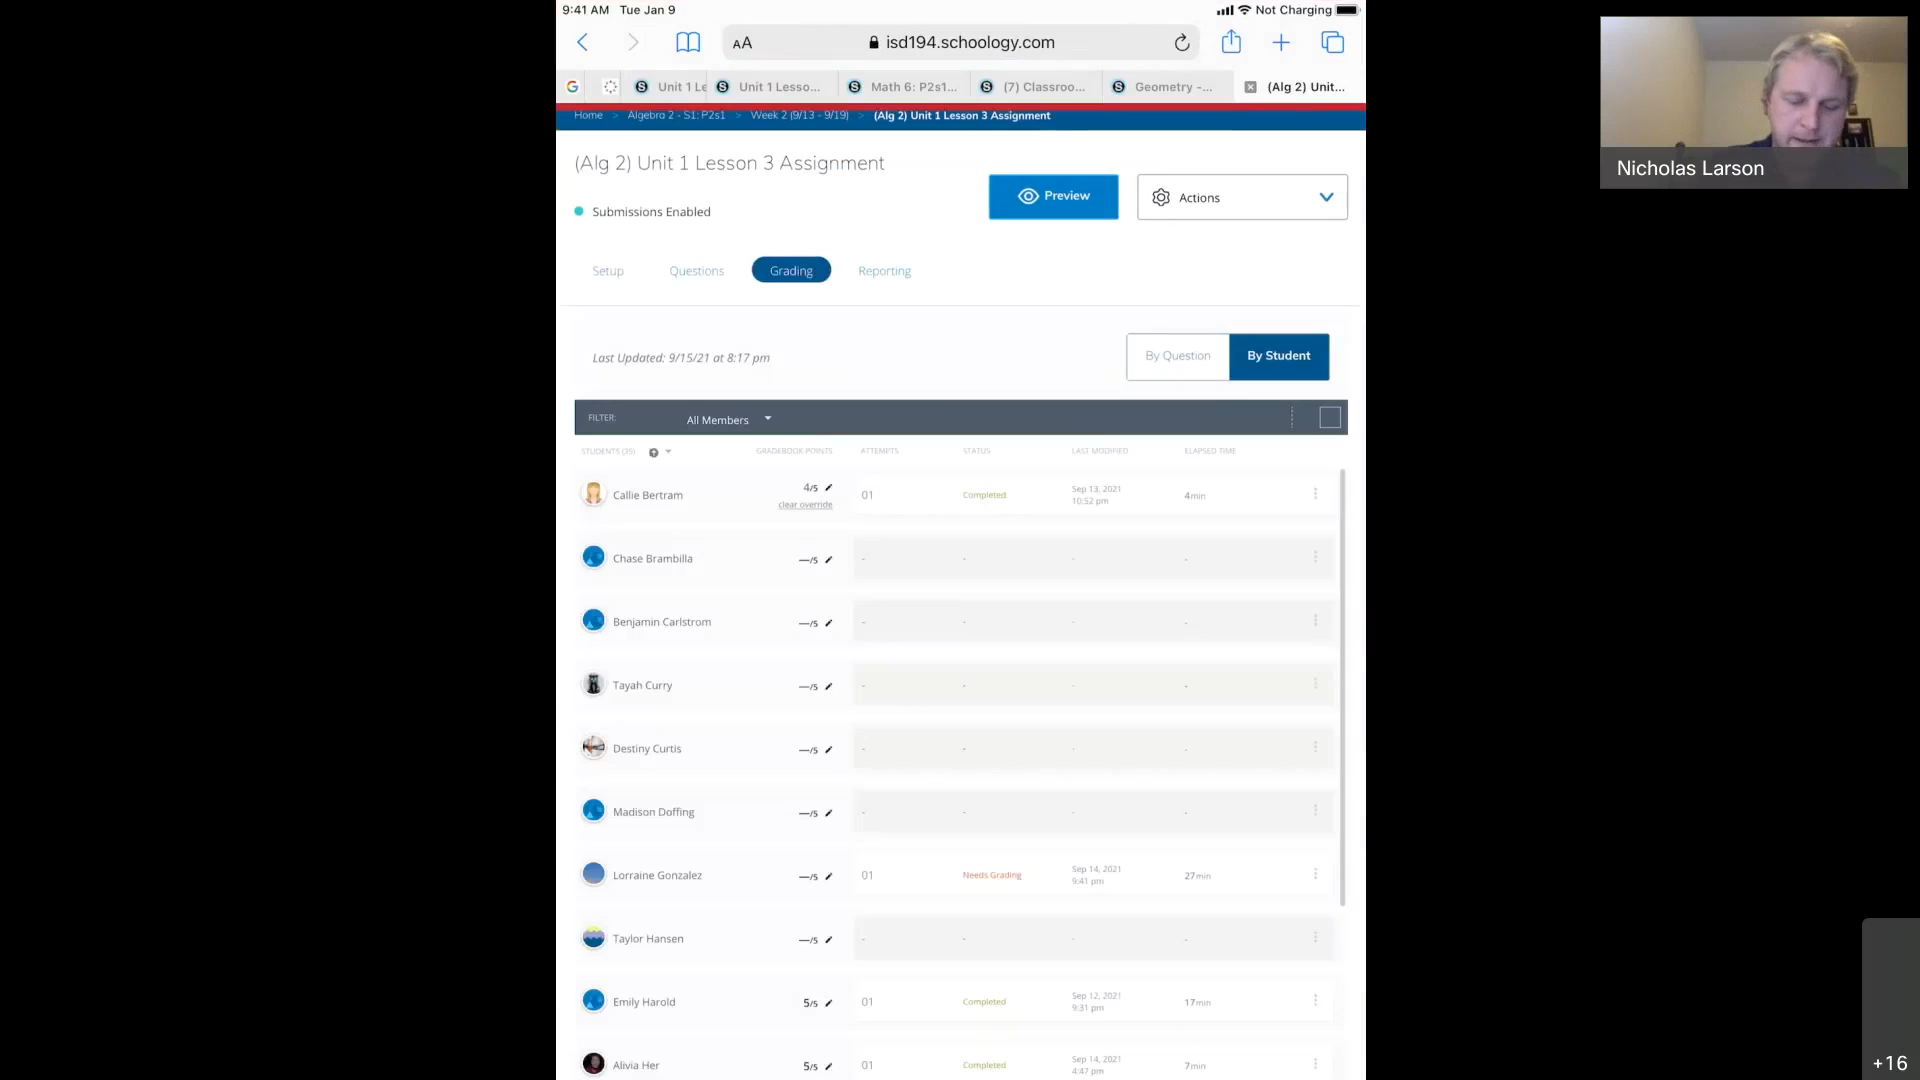 9:41 AM Tue Jan 9
Not Charging
AA isd194.schoology.com
Unit 1 Le
Unit 1 Lesso...
Math 6: P2s1...
(7) Classroo...
Geometry -...
(Alg 2) Unit...
Home > Algebra 2 - S1: P2s1 > Week 2 (9/13 - 9/19) > (Alg 2) Unit 1 Lesson 3 Assignment
(Alg 2) Unit 1 Lesson 3 Assignment
Preview
Actions
Submissions Enabled
Setup Questions Grading Reporting
Last Updated: 9/15/21 at 8:17 pm
By Question By Student
FILTER: All Members
STUDENTS (35) GRADEBOOK POINTS ATTEMPTS STATUS LAST MODIFIED ELAPSED TIME
Callie Bertram 4/5 clear override 01 Completed Sep 13, 2021 10:52 pm 4min
Chase Brambilla —/5 - - - -
Benjamin Carlstrom —/5 - - - -
Tayah Curry —/5 - - - -
Destiny Curtis —/5 - - - -
Madison Doffing —/5 - - - -
Lorraine Gonzalez —/5 01 Needs Grading Sep 14, 2021 9:41 pm 27min
Taylor Hansen —/5 - - - -
Emily Harold 5/5 01 Completed Sep 12, 2021 9:31 pm 17min
Alivia Her 5/5 01 Completed Sep 14, 2021 4:47 pm 7min
Nicholas Larson
+16